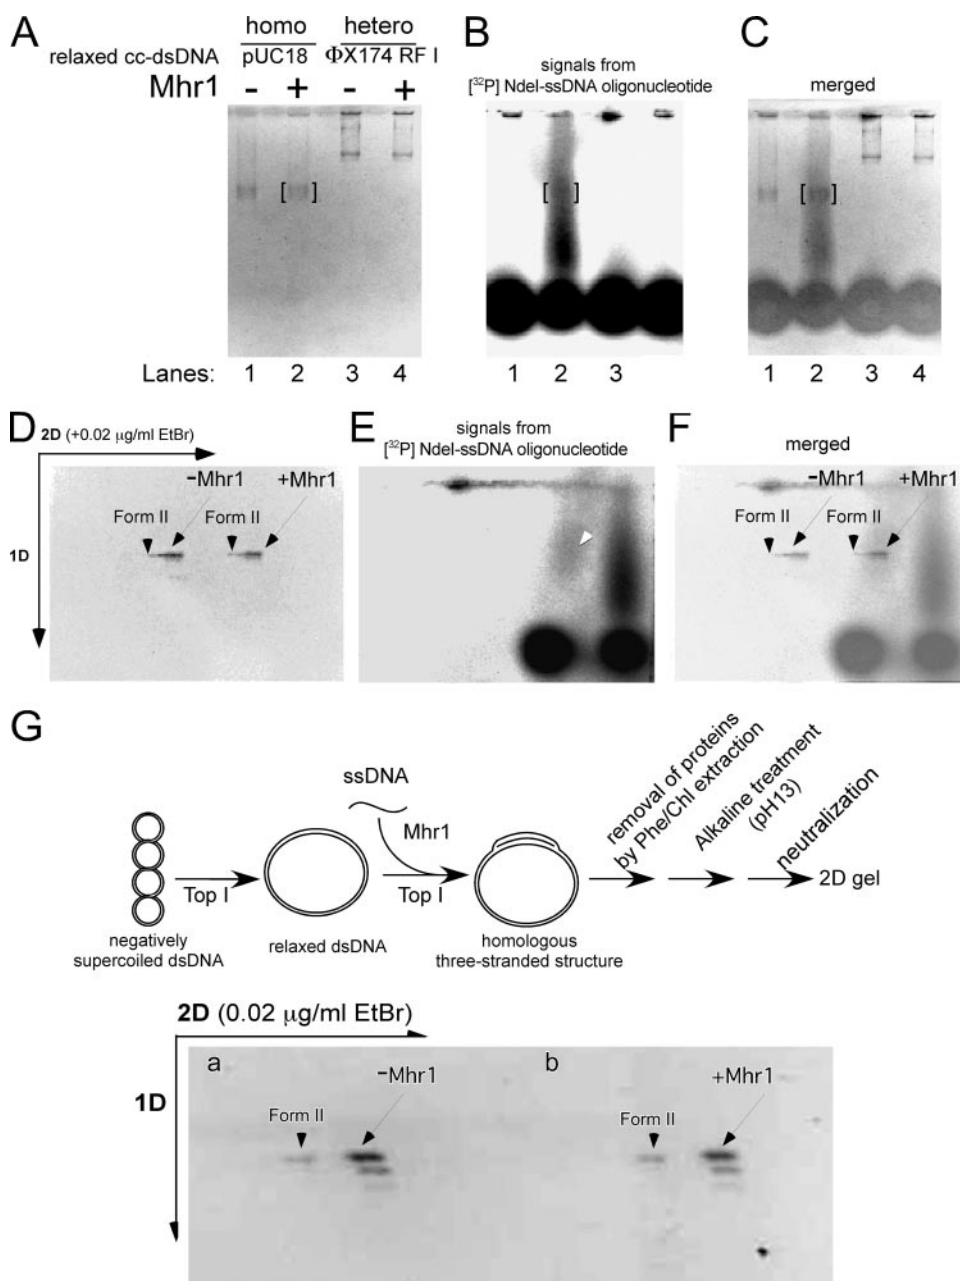 A
homo
hetero
relaxed cc-dsDNA
pUC18
ΦX174 RF I
Mhr1
- + - +
[ ]
Lanes: 1 2 3 4
B
signals from
[³²P] NdeI-ssDNA oligonucleotide
[ ]
1 2 3
C
merged
[ ]
1 2 3 4
D
2D (+0.02 µg/ml EtBr)
1D
-Mhr1
+Mhr1
Form II
Form II
E
signals from
[³²P] NdeI-ssDNA oligonucleotide
F
merged
-Mhr1
+Mhr1
Form II
Form II
G
negatively
supercoiled dsDNA
Top I
relaxed dsDNA
ssDNA
Mhr1
Top I
homologous
three-stranded structure
removal of proteins
by Phe/Chl extraction
Alkaline treatment
(pH13)
neutralization
2D gel
2D (0.02 µg/ml EtBr)
1D
a
-Mhr1
Form II
b
+Mhr1
Form II